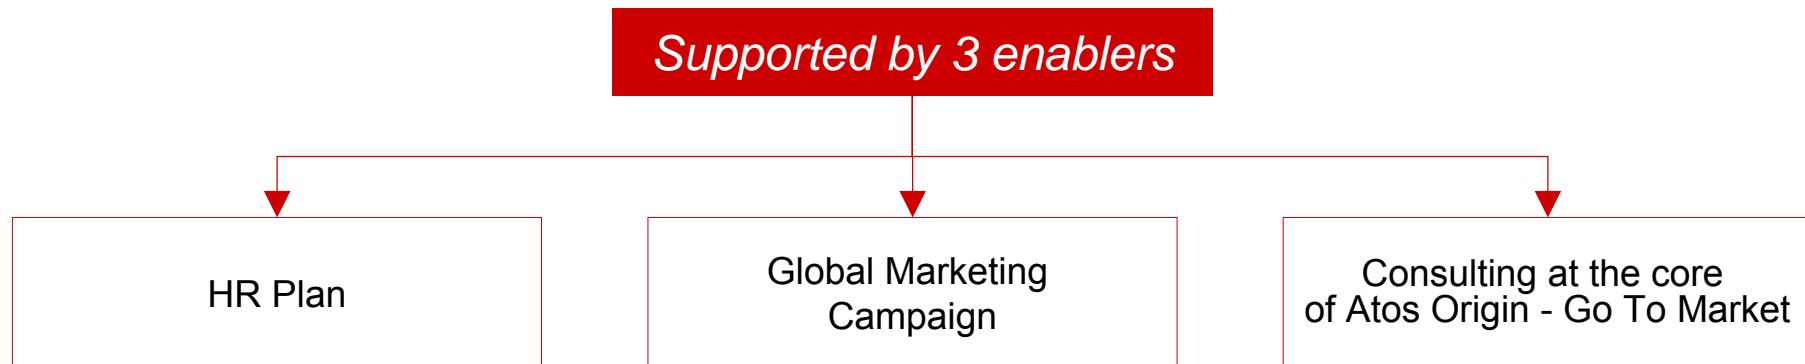 Supported by 3 enablers
HR Plan
Global Marketing
Campaign
Consulting at the core
of Atos Origin - Go To Market